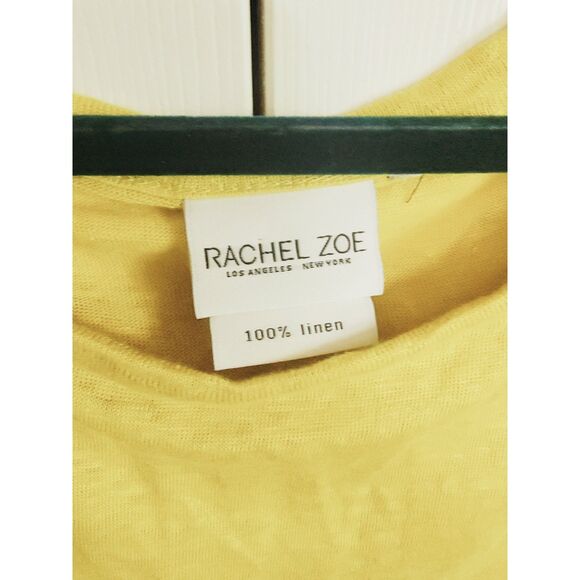 RACHEL ZOE
LOS ANGELES NEW YORK
100% linen